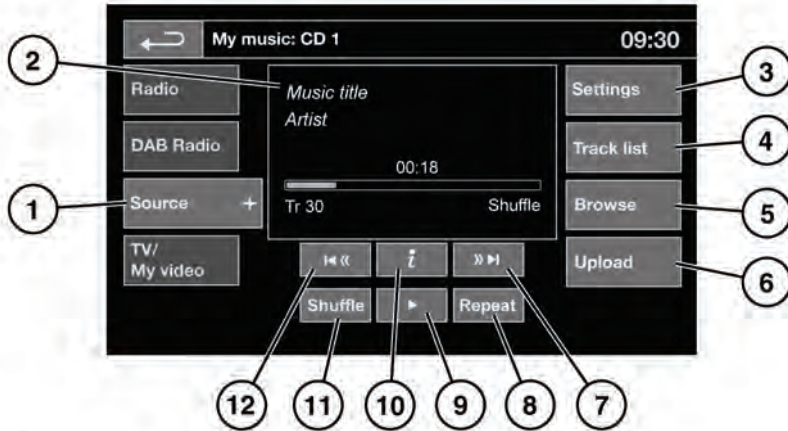 My music: CD 1
09:30
2
Radio
Music title
Settings
3
Artist
DAB Radio
Track list
4
00:18
1
Source +
Tr 30
Shuffle
Browse
5
TV/
My video
i
Upload
6
Shuffle
Repeat
12
11
10
9
8
7